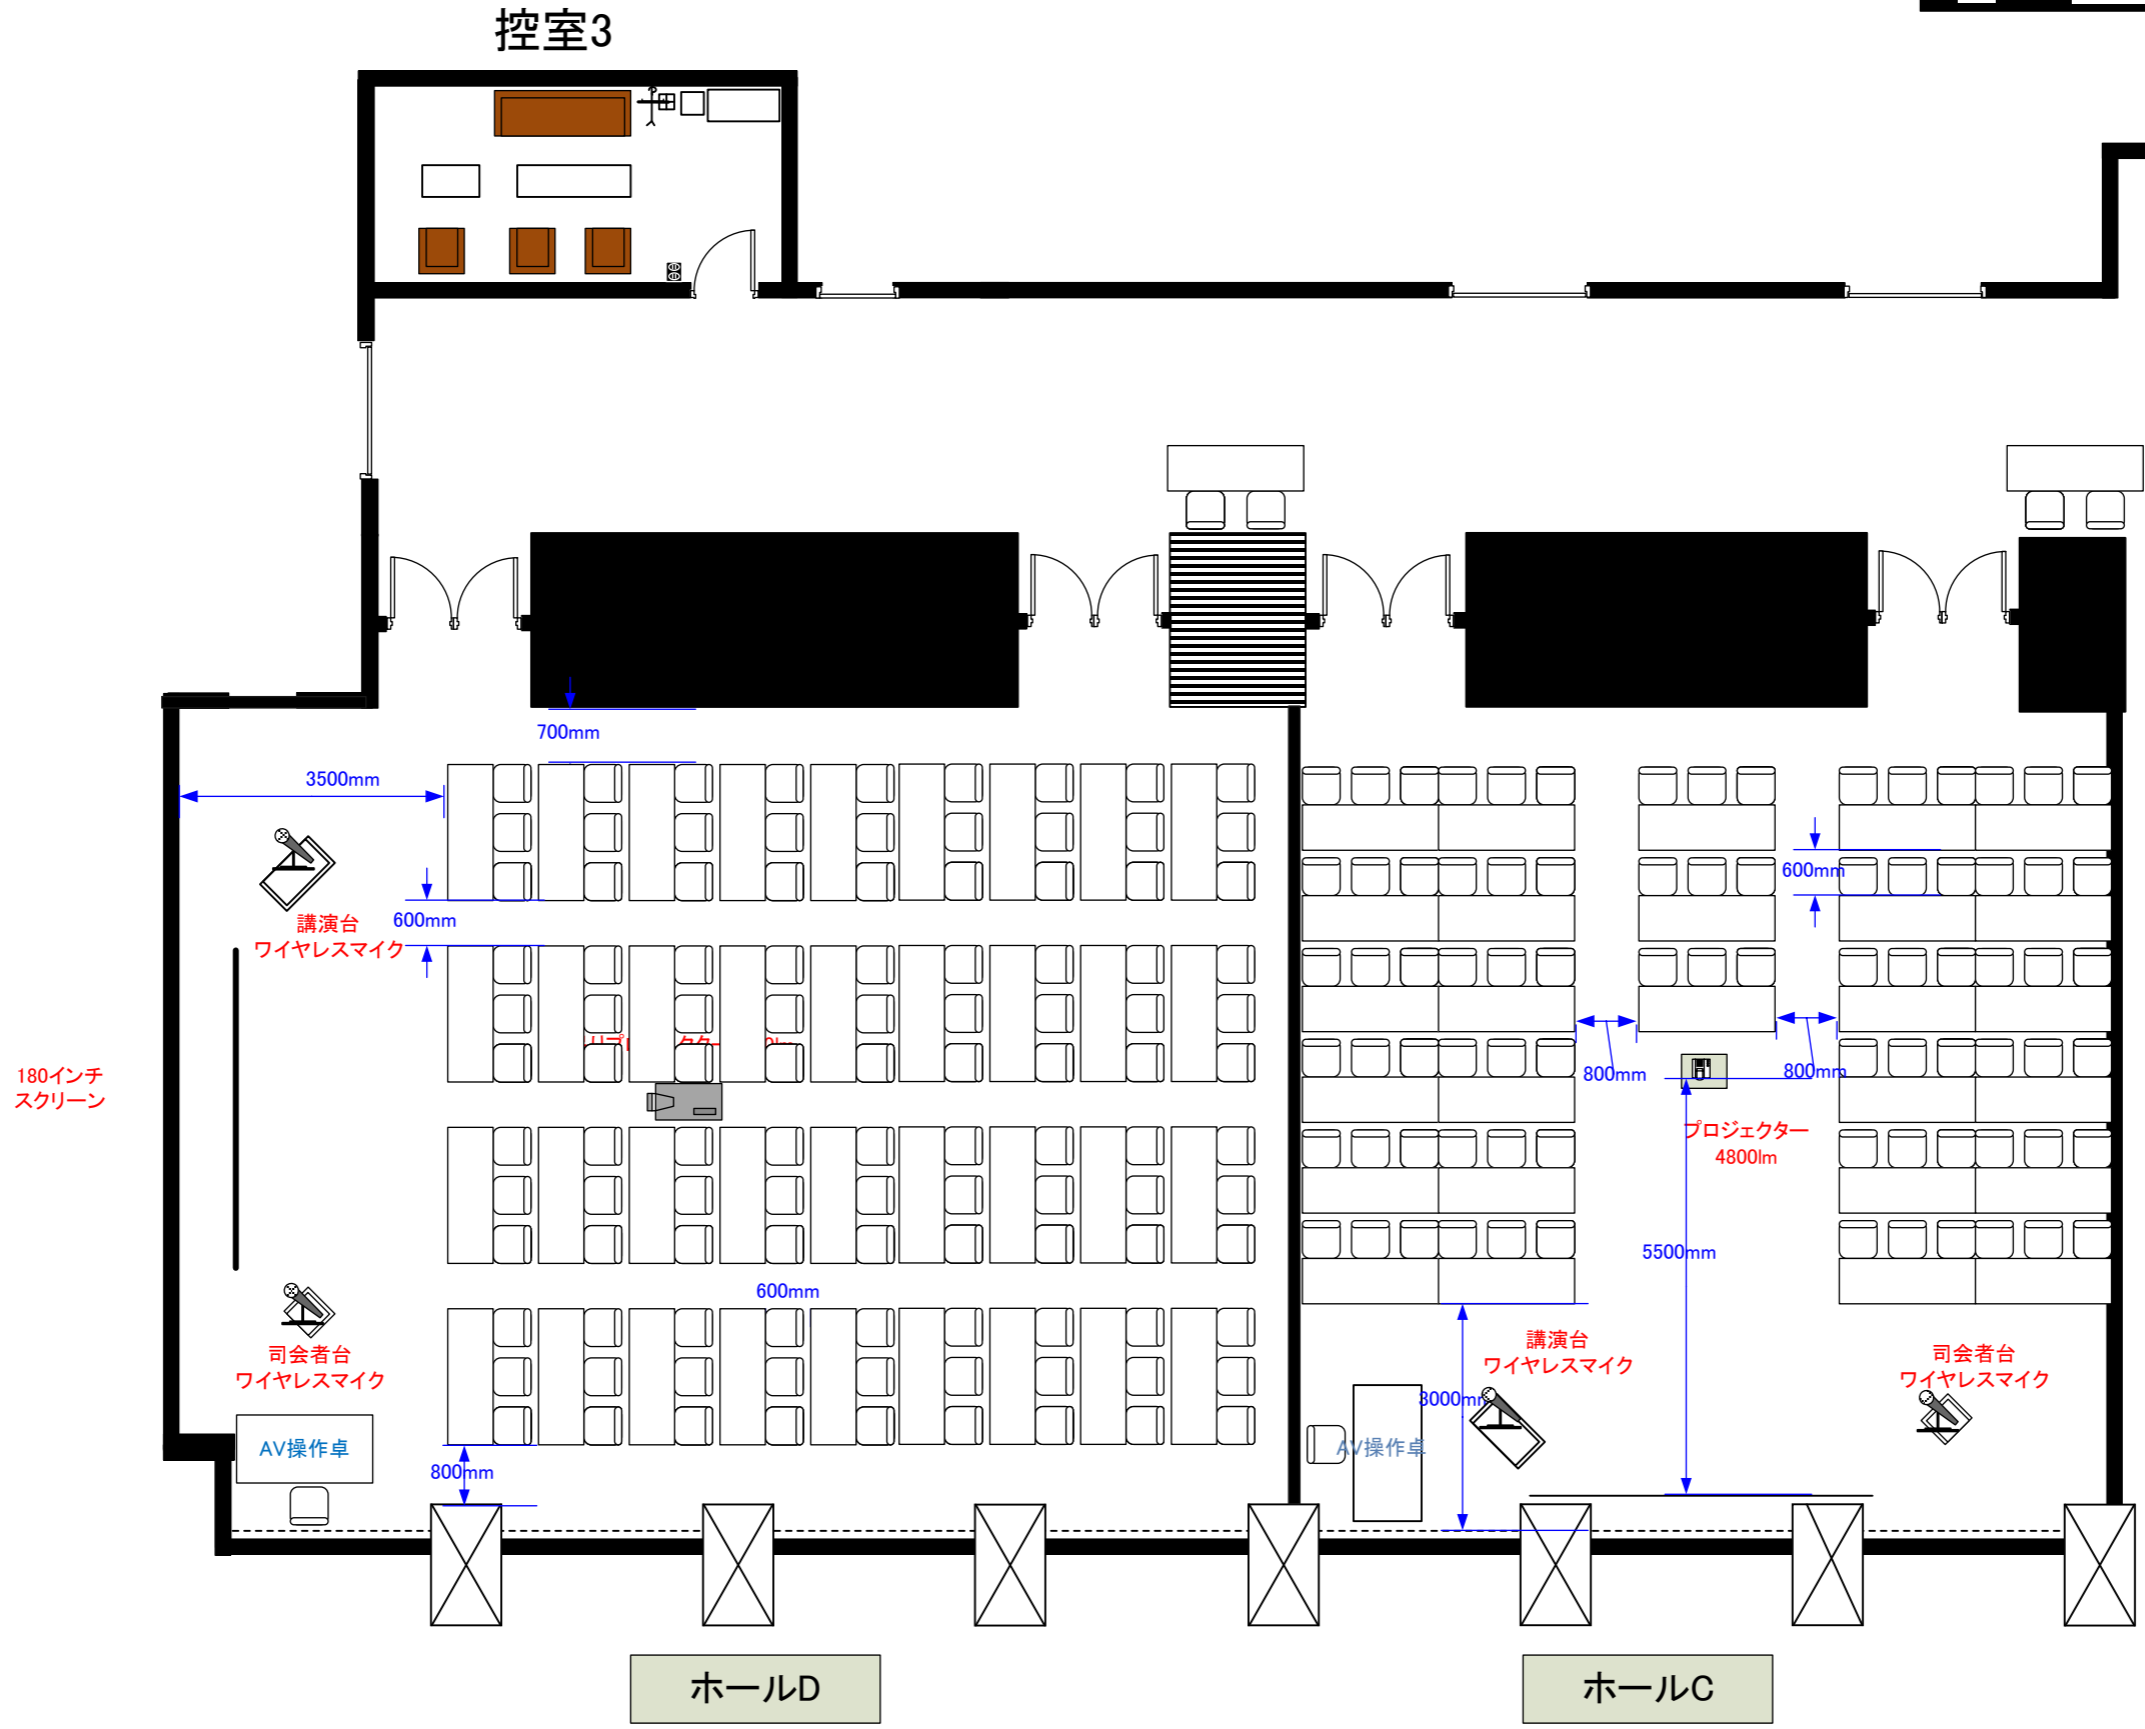 控室3
700mm
3500mm
600mm
600mm
講演台
ワイヤレスマイク
180インチ
スクリーン
800mm
800mm
プロジェクター
4800lm
5500mm
600mm
司会者台
ワイヤレスマイク
講演台
ワイヤレスマイク
司会者台
ワイヤレスマイク
3000mm
AV操作卓
AV操作卓
800mm
ホールD
ホールC